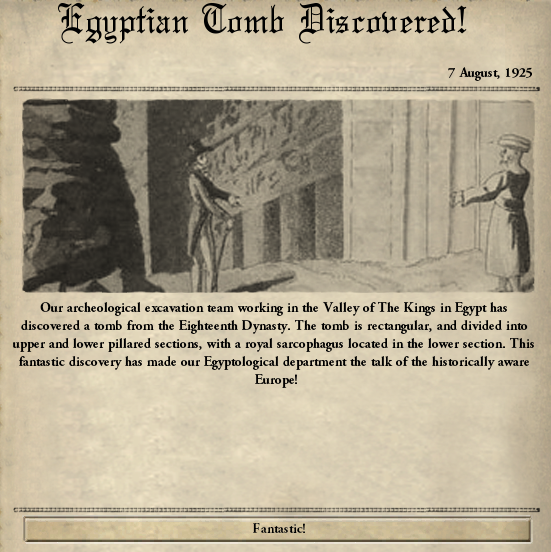 Egyptian Tomb Discovered!
7 August, 1925
Our archeological excavation team working in the Valley of The Kings in Egypt has
discovered a tomb from the Eighteenth Dynasty. The tomb is rectangular, and divided into
upper and lower pillared sections, with a royal sarcophagus located in the lower section. This
fantastic discovery has made our Egyptological department the talk of the historically aware
Europe!
Fantastic!